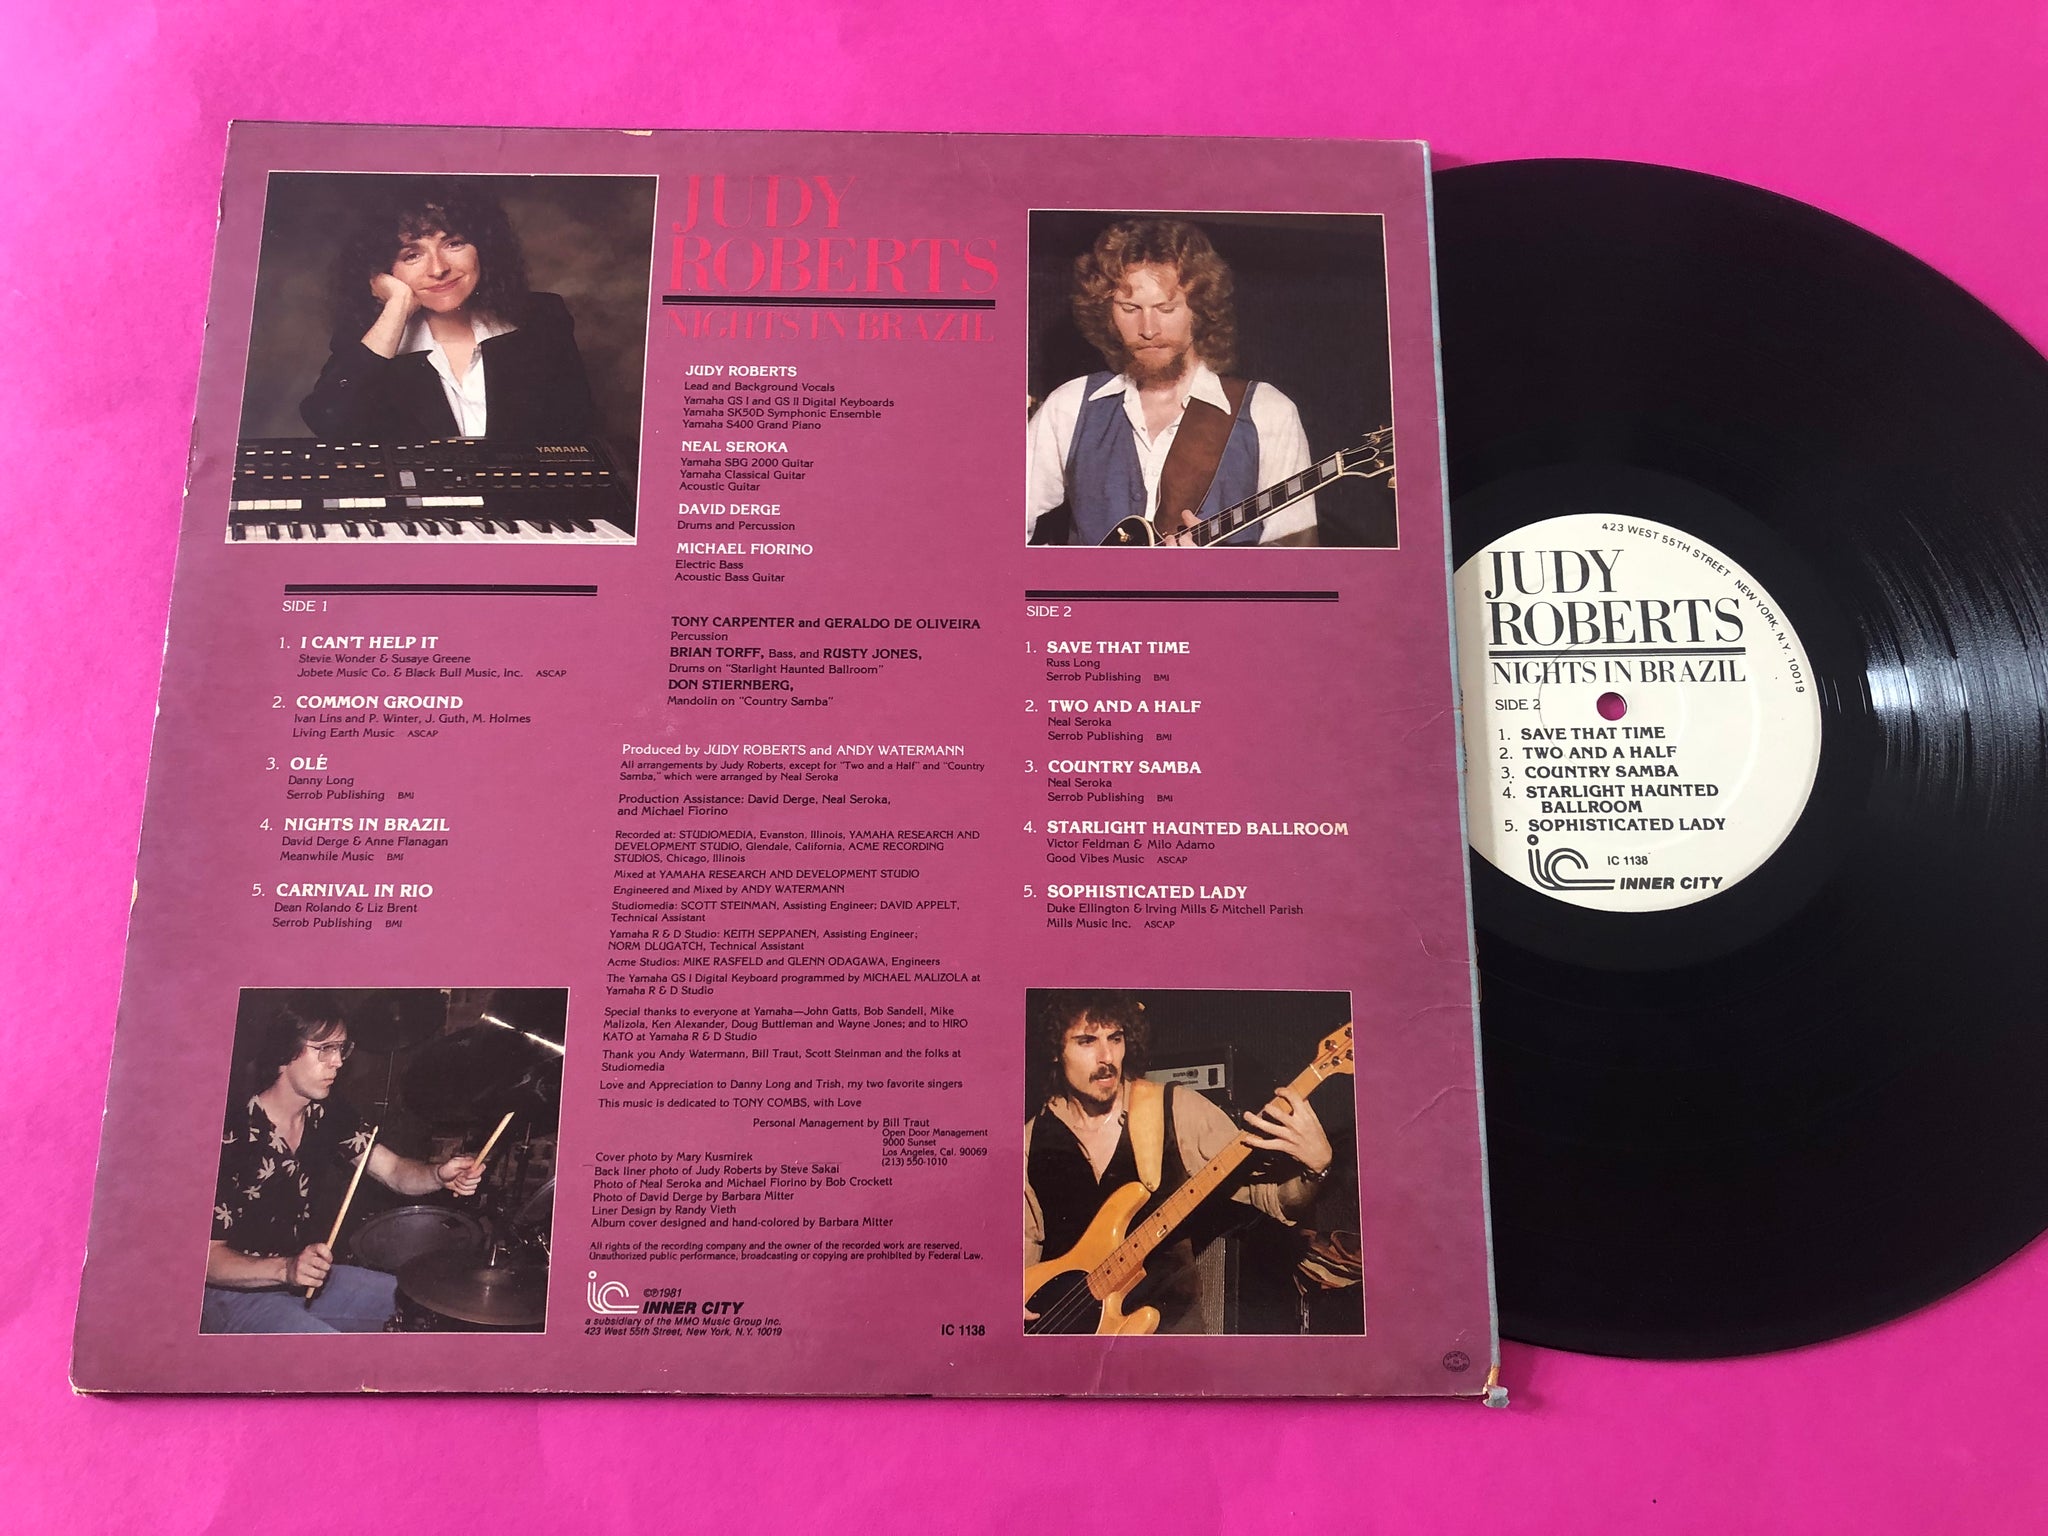 YAMAHA
JUDY
ROBERTS
NIGHTS IN BRAZIL
JUDY ROBERTS
Lead and Background Vocals
Yamaha GS I and GS II Digital Keyboards
Yamaha SK50D Symphonic Ensemble
Yamaha S400 Grand Piano
NEAL SEROKA
Yamaha SBG 2000 Guitar
Yamaha Classical Guitar
Acoustic Guitar
DAVID DERGE
Drums and Percussion
MICHAEL FIORINO
Electric Bass
Acoustic Bass Guitar
TONY CARPENTER and GERALDO DE OLIVEIRA
Percussion
BRIAN TORFF, Bass, and RUSTY JONES,
Drums on "Starlight Haunted Ballroom"
DON STIERNBERG,
Mandolin on "Country Samba"
SIDE 1
1. I CAN'T HELP IT
Stevie Wonder & Susaye Greene
Jobete Music Co. & Black Bull Music, Inc. ASCAP
2. COMMON GROUND
Ivan Lins and P. Winter, J. Guth, M. Holmes
Living Earth Music ASCAP
3. OLÉ
Danny Long
Serrob Publishing BMI
4. NIGHTS IN BRAZIL
David Derge & Anne Flanagan
Meanwhile Music BMI
5. CARNIVAL IN RIO
Dean Rolando & Liz Brent
Serrob Publishing BMI
Produced by JUDY ROBERTS and ANDY WATERMANN
All arrangements by Judy Roberts, except for "Two and a Half" and "Country
Samba," which were arranged by Neal Seroka
Production Assistance: David Derge, Neal Seroka,
and Michael Fiorino
Recorded at: STUDIOMEDIA, Evanston, Illinois, YAMAHA RESEARCH AND
DEVELOPMENT STUDIO, Glendale, California, ACME RECORDING
STUDIOS, Chicago, Illinois
Mixed at YAMAHA RESEARCH AND DEVELOPMENT STUDIO
Engineered and Mixed by ANDY WATERMANN
Studiomedia: SCOTT STEINMAN, Assisting Engineer; DAVID APPELT,
Technical Assistant
Yamaha R & D Studio: KEITH SEPPANEN, Assisting Engineer;
NORM DLUGATCH, Technical Assistant
Acme Studios: MIKE RASFELD and GLENN ODAGAWA, Engineers
The Yamaha GS I Digital Keyboard programmed by MICHAEL MALIZOLA at
Yamaha R & D Studio
Special thanks to everyone at Yamaha—John Gatts, Bob Sandell, Mike
Malizola, Ken Alexander, Doug Buttleman and Wayne Jones; and to HIRO
KATO at Yamaha R & D Studio
Thank you Andy Watermann, Bill Traut, Scott Steinman and the folks at
Studiomedia
Love and Appreciation to Danny Long and Trish, my two favorite singers
This music is dedicated to TONY COMBS, with Love
Personal Management by Bill Traut
Open Door Management
9000 Sunset
Los Angeles, Cal. 90069
(213) 550-1010
Cover photo by Mary Kusmirek
Back liner photo of Judy Roberts by Steve Sakai
Photo of Neal Seroka and Michael Fiorino by Bob Crockett
Photo of David Derge by Barbara Mitter
Liner Design by Randy Vieth
Album cover designed and hand-colored by Barbara Mitter
All rights of the recording company and the owner of the recorded work are reserved.
Unauthorized public performance, broadcasting or copying are prohibited by Federal Law.
ic ©℗1981
INNER CITY
a subsidiary of the MMO Music Group Inc.
423 West 55th Street, New York, N.Y. 10019
IC 1138
SIDE 2
1. SAVE THAT TIME
Russ Long
Serrob Publishing BMI
2. TWO AND A HALF
Neal Seroka
Serrob Publishing BMI
3. COUNTRY SAMBA
Neal Seroka
Serrob Publishing BMI
4. STARLIGHT HAUNTED BALLROOM
Victor Feldman & Milo Adamo
Good Vibes Music ASCAP
5. SOPHISTICATED LADY
Duke Ellington & Irving Mills & Mitchell Parish
Mills Music Inc. ASCAP
423 WEST 55TH STREET NEW YORK, N.Y. 10019
JUDY
ROBERTS
NIGHTS IN BRAZIL
SIDE 2
1. SAVE THAT TIME
2. TWO AND A HALF
3. COUNTRY SAMBA
4. STARLIGHT HAUNTED
BALLROOM
5. SOPHISTICATED LADY
ic IC 1138
INNER CITY